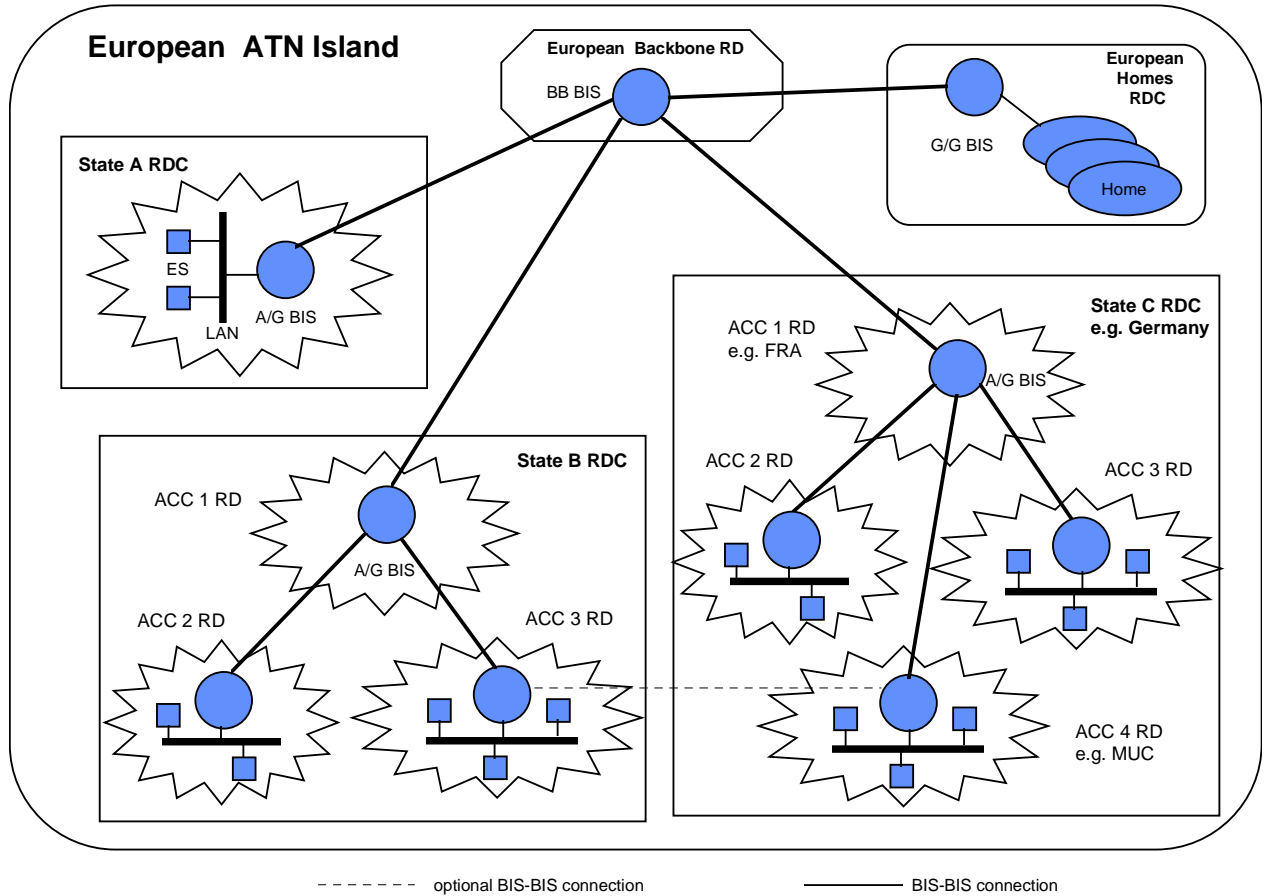 European ATN Island
European Backbone RD
BB BIS
European
Homes
RDC
G/G BIS
Home
State A RDC
ES
LAN
A/G BIS
State C RDC
e.g. Germany
ACC 1 RD
e.g. FRA
A/G BIS
ACC 2 RD
ACC 3 RD
ACC 4 RD
e.g. MUC
State B RDC
ACC 1 RD
A/G BIS
ACC 2 RD
ACC 3 RD
optional BIS-BIS connection
BIS-BIS connection